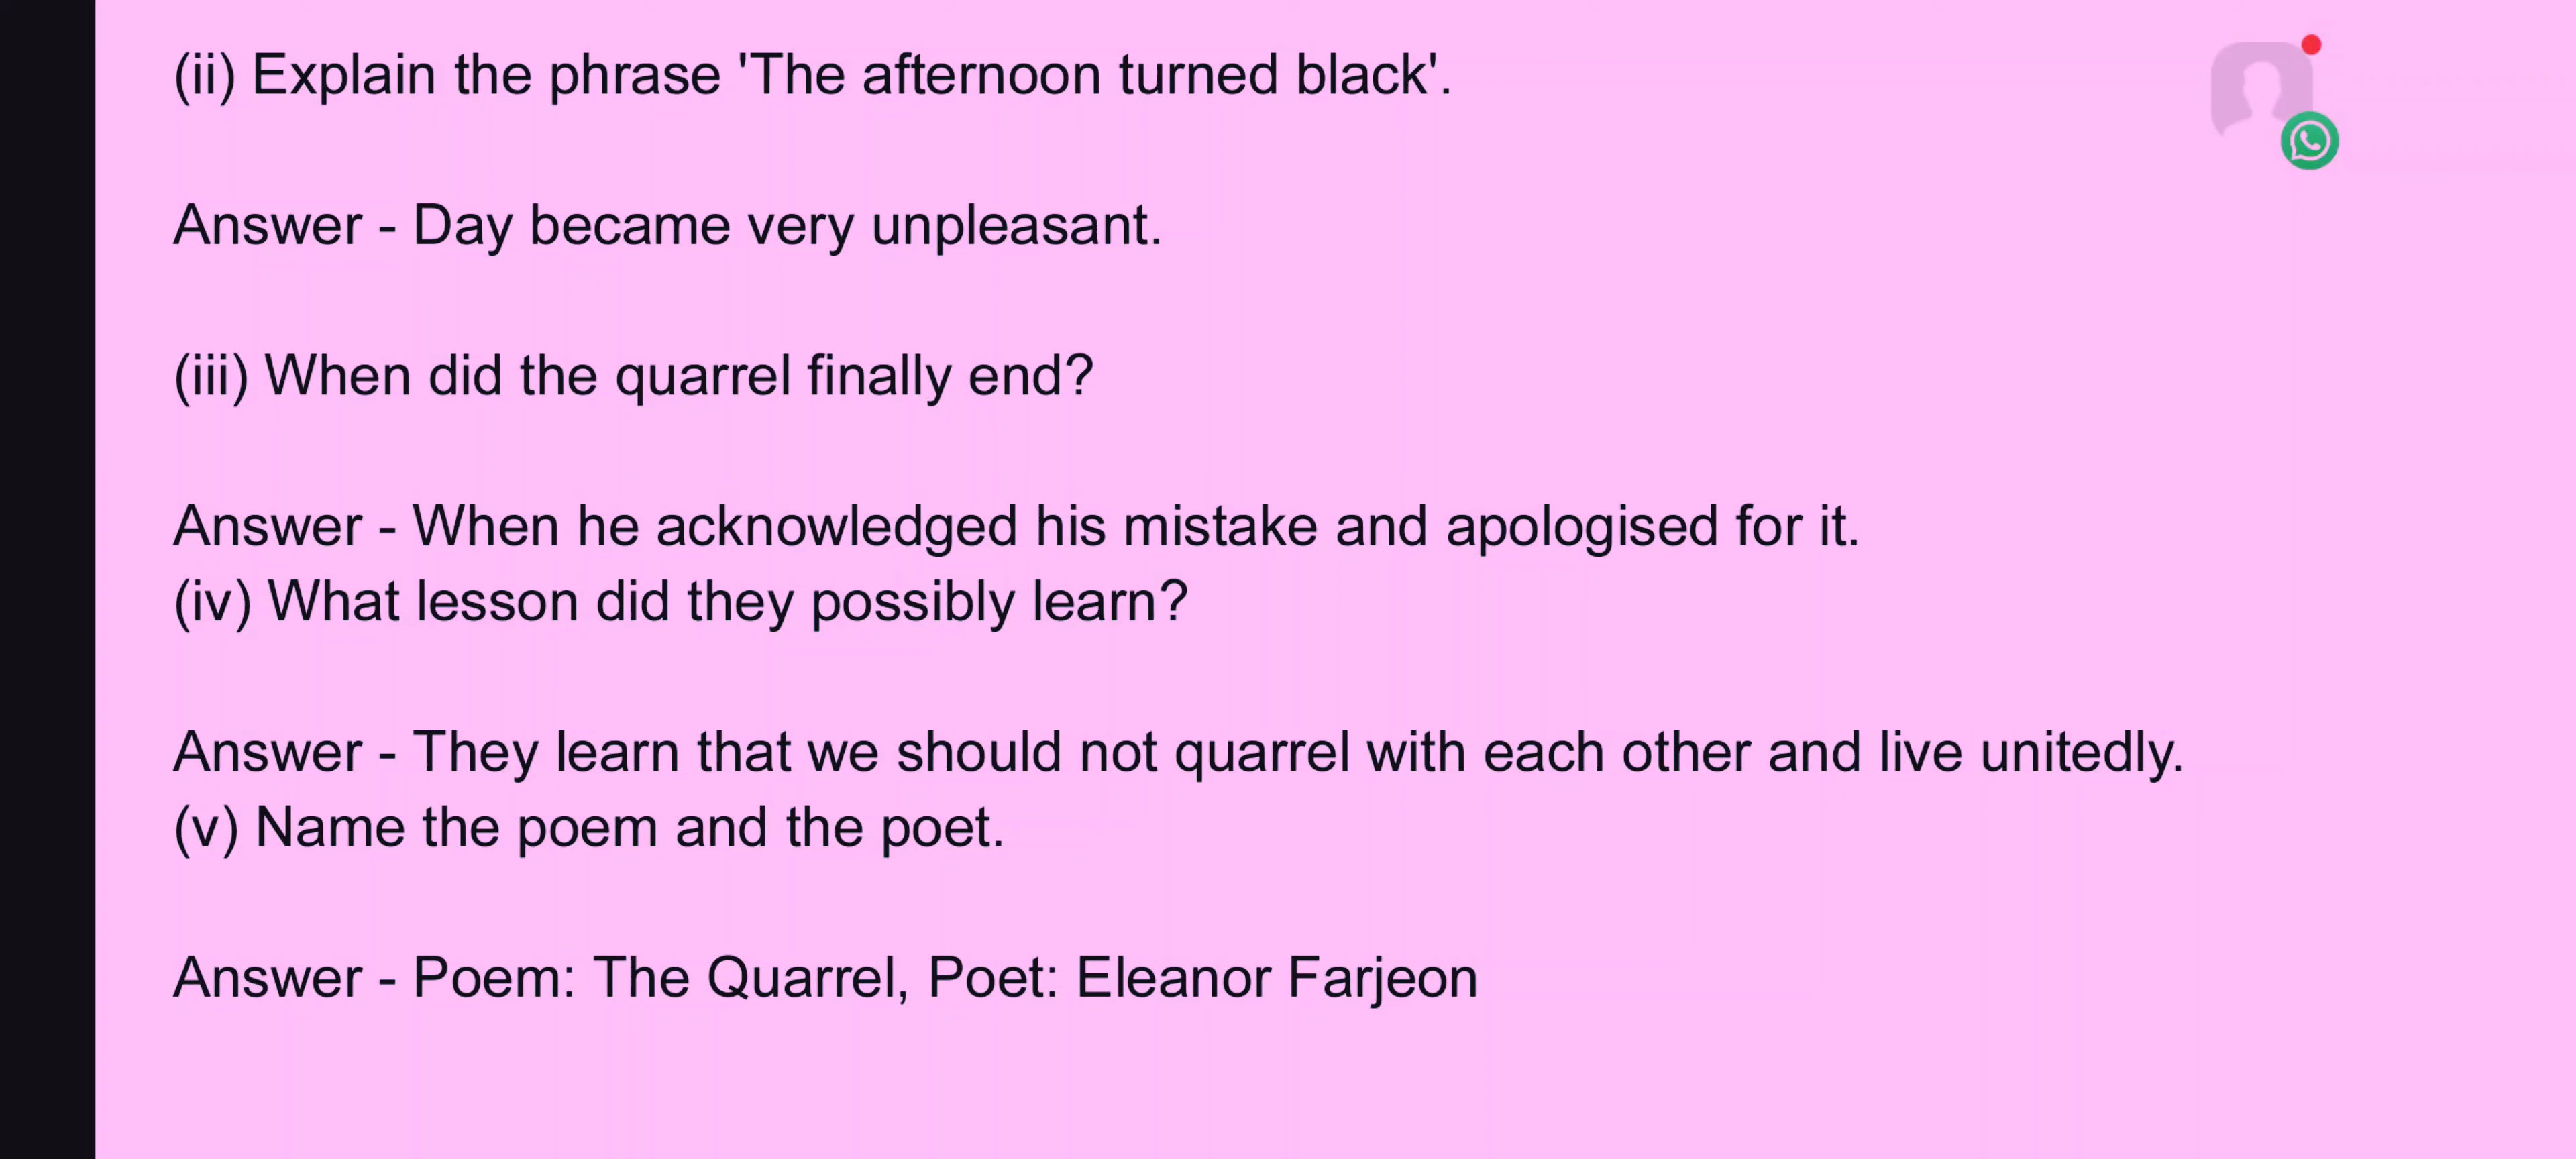 (ii) Explain the phrase 'The afternoon turned black'.
Answer - Day became very unpleasant.
(iii) When did the quarrel finally end?
Answer - When he acknowledged his mistake and apologised for it.
(iv) What lesson did they possibly learn?
Answer - They learn that we should not quarrel with each other and live unitedly.
(v) Name the poem and the poet.
Answer - Poem: The Quarrel, Poet: Eleanor Farjeon